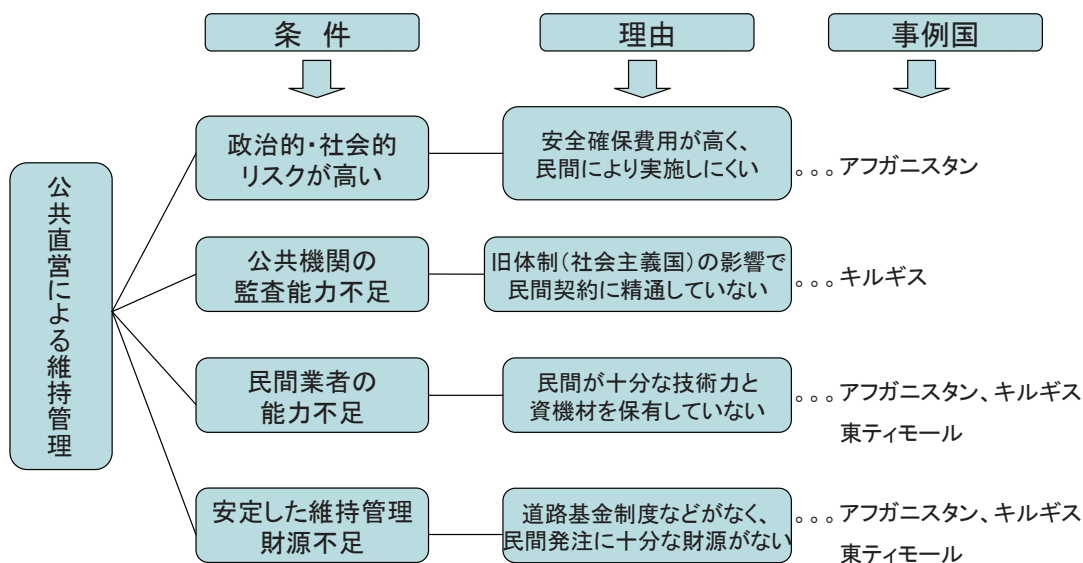 条 件
理由
事例国
公共直営による維持管理
政治的・社会的
リスクが高い
安全確保費用が高く、
民間により実施しにくい
。。。アフガニスタン
公共機関の
監査能力不足
旧体制(社会主義国)の影響で
民間契約に精通していない
。。。キルギス
民間業者の
能力不足
民間が十分な技術力と
資機材を保有していない
。。。アフガニスタン、キルギス
東ティモール
安定した維持管理
財源不足
道路基金制度などがなく、
民間発注に十分な財源がない
。。。アフガニスタン、キルギス
東ティモール